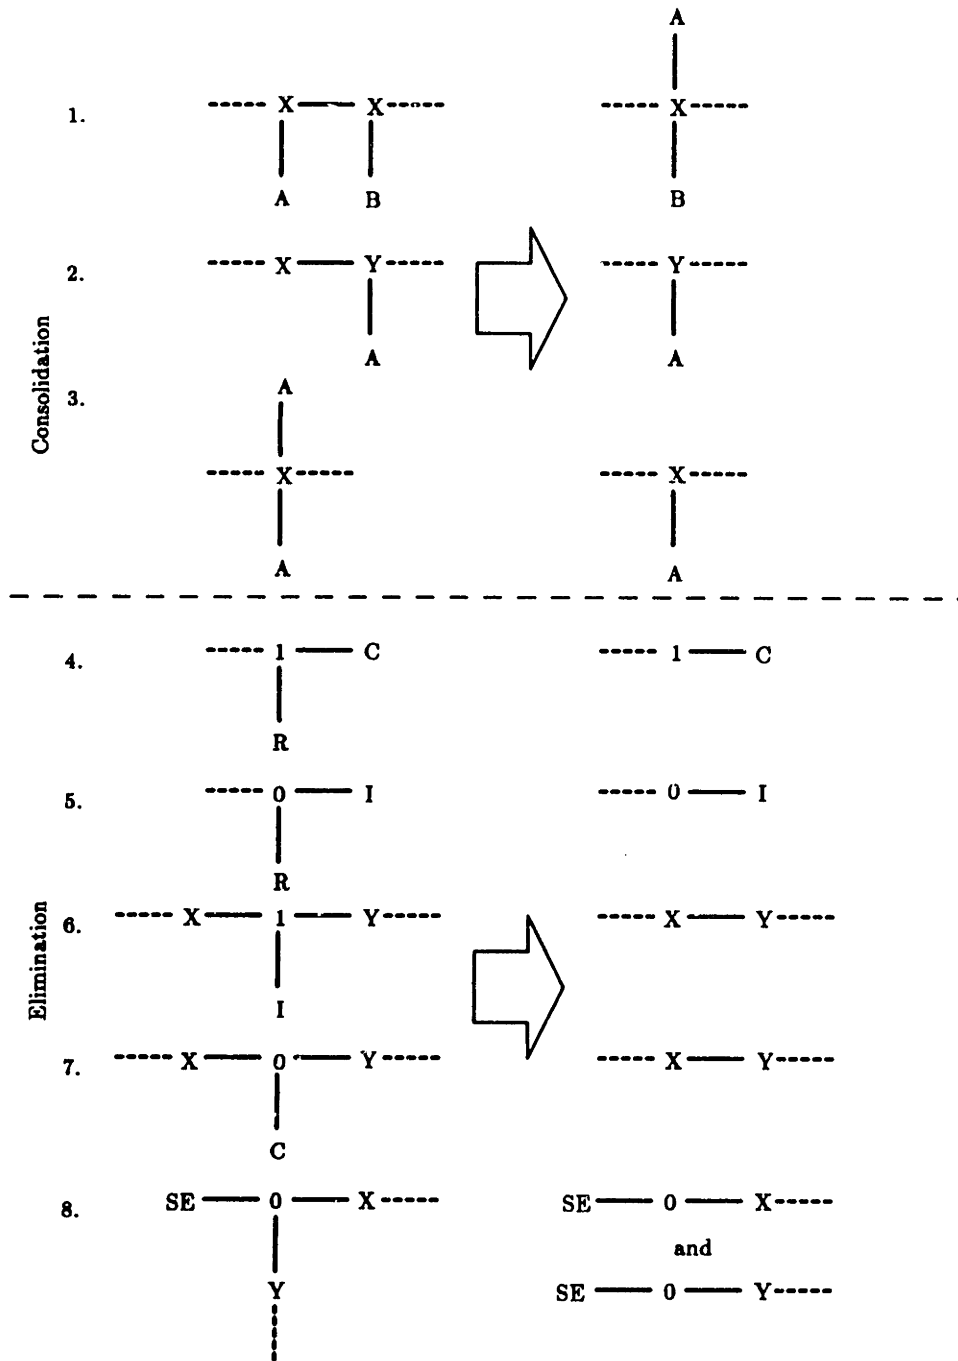 A
1. X X X
A B B
2. X Y Y
A A
Consolidation
3. A
X X
A A
4. 1 C 1 C
R
5. 0 I 0 I
R
Elimination
6. X 1 Y X Y
I
7. X 0 Y X Y
C
8. SE 0 X SE 0 X
and
Y SE 0 Y